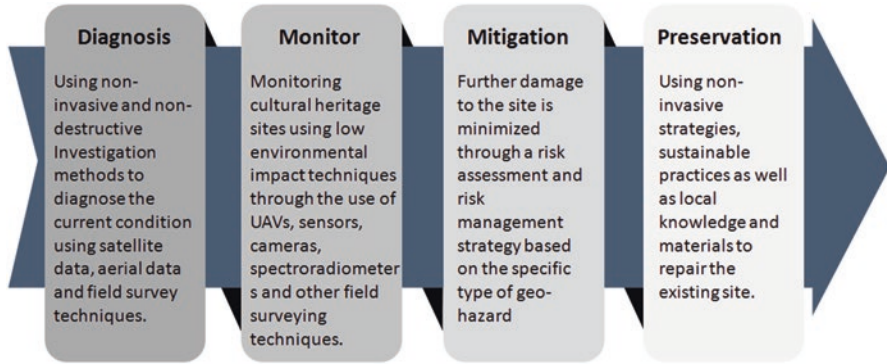 Diagnosis
Using non-
invasive and non-
destructive
Investigation
methods to
diagnose the
current condition
using satellite
data, aerial data
and field survey
techniques.
Monitor
Monitoring
cultural heritage
sites using low
environmental
impact techniques
through the use of
UAVs, sensors,
cameras,
spectroradiometer
s and other field
surveying
techniques.
Mitigation
Further damage
to the site is
minimized
through a risk
assessment and
risk
management
strategy based
on the specific
type of geo-
hazard
Preservation
Using non-
invasive
strategies,
sustainable
practices as well
as local
knowledge and
materials to
repair the
existing site.